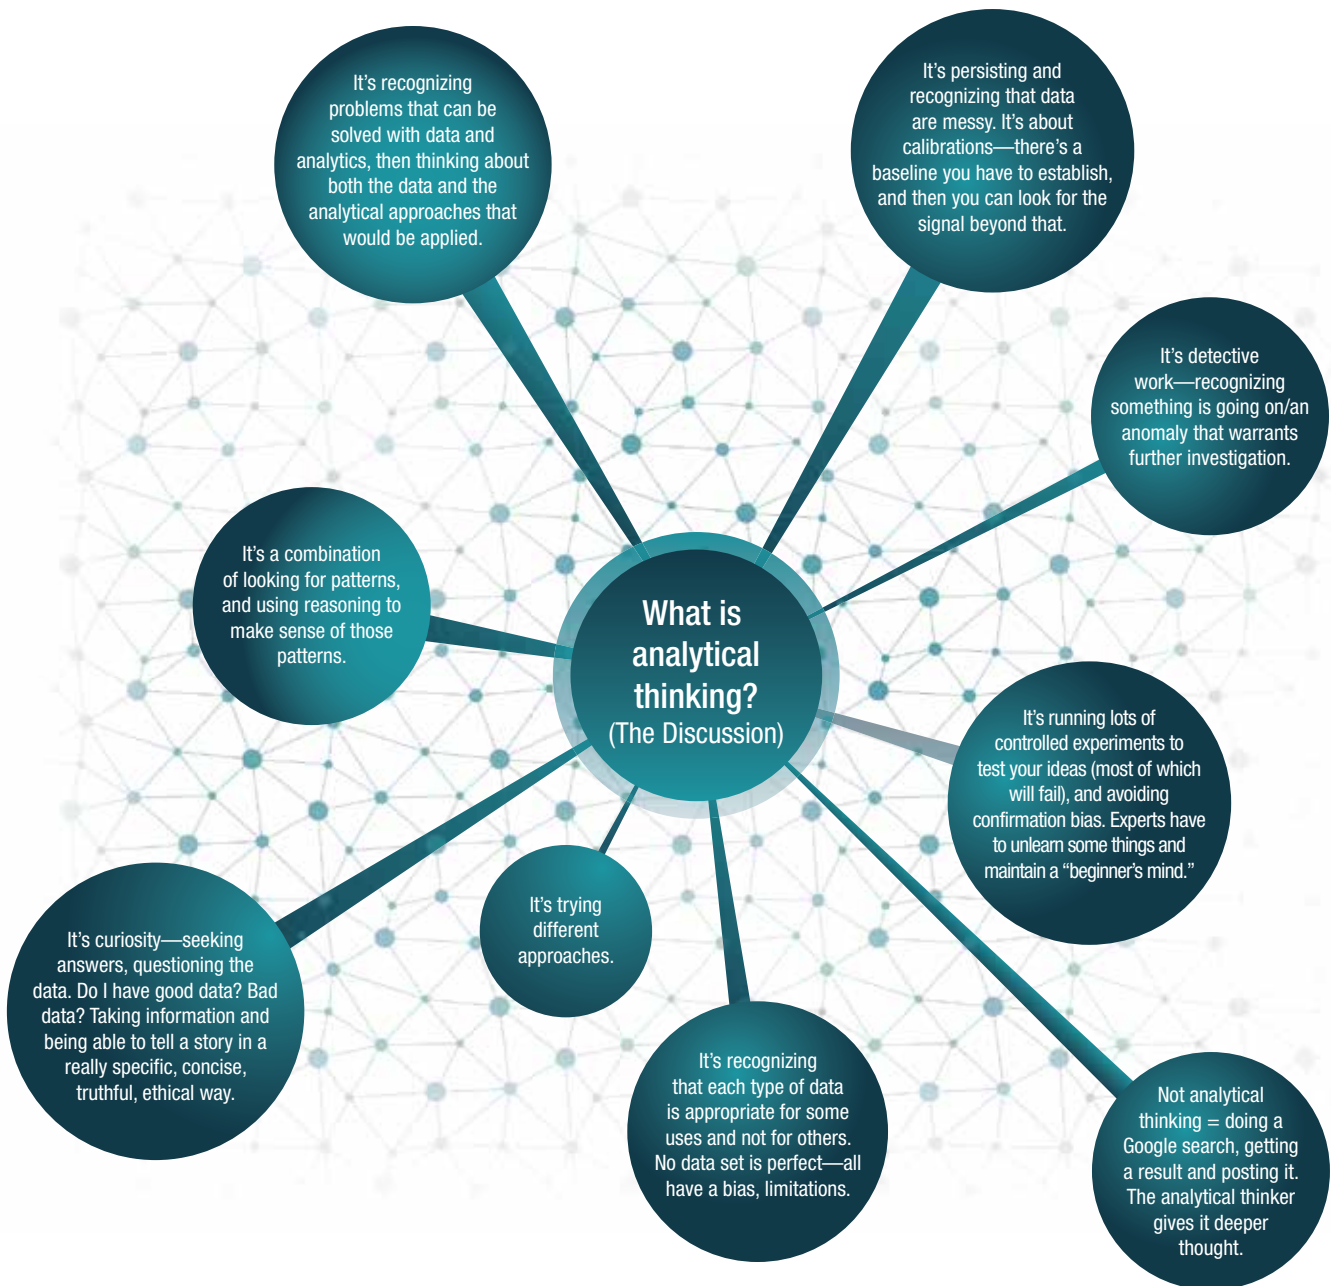 It’s recognizing
problems that can be
solved with data and
analytics, then thinking about
both the data and the
analytical approaches that
would be applied.
It’s persisting and
recognizing that data
are messy. It’s about
calibrations—there’s a
baseline you have to establish,
and then you can look for the
signal beyond that.
It’s detective
work—recognizing
something is going on/an
anomaly that warrants
further investigation.
It’s a combination
of looking for patterns,
and using reasoning to
make sense of those
patterns.
What is
analytical
thinking?
(The Discussion)
It’s running lots of
controlled experiments to
test your ideas (most of which
will fail), and avoiding
confirmation bias. Experts have
to unlearn some things and
maintain a “beginner’s mind.”
It’s trying
different
approaches.
It’s curiosity—seeking
answers, questioning the
data. Do I have good data? Bad
data? Taking information and
being able to tell a story in a
really specific, concise,
truthful, ethical way.
It’s recognizing
that each type of data
is appropriate for some
uses and not for others.
No data set is perfect—all
have a bias, limitations.
Not analytical
thinking = doing a
Google search, getting
a result and posting it.
The analytical thinker
gives it deeper
thought.